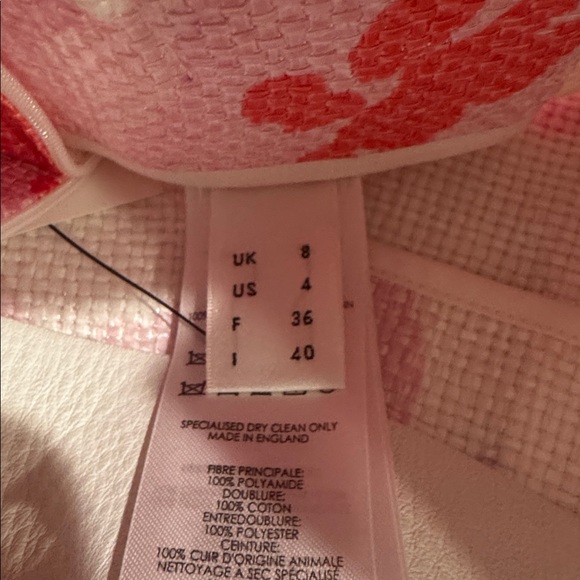 UK 8
US 4
F 36
I 40
100%
SPECIALISED DRY CLEAN ONLY
MADE IN ENGLAND
FIBRE PRINCIPALE:
100% POLYAMIDE
DOUBLURE:
100% COTON
ENTREDOUBLURE:
100% POLYESTER
CEINTURE:
100% CUIR D'ORIGINE ANIMALE
NETTOYAGE A SEC SPÉCIALISÉ